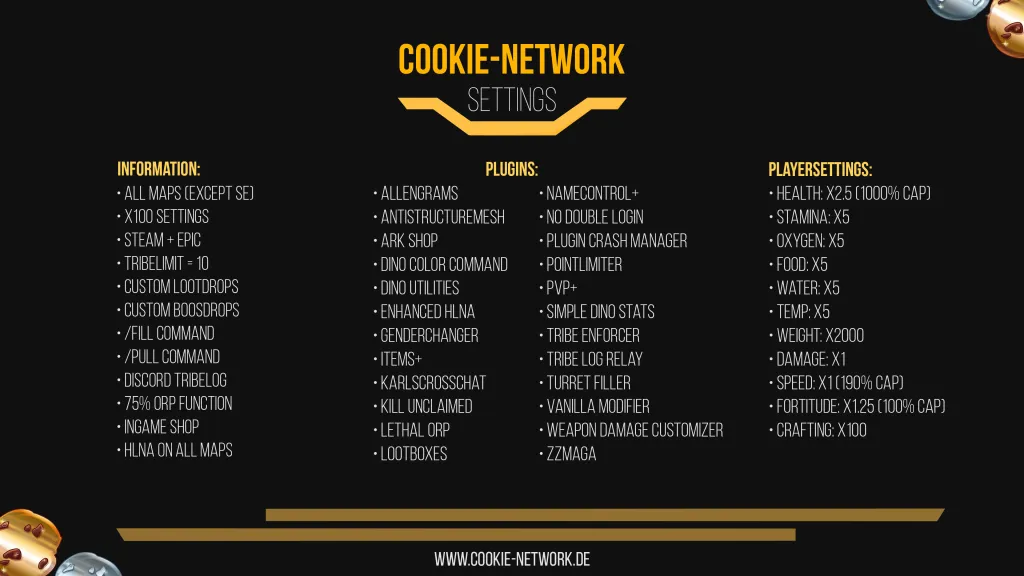 COOKIE-NETWORK
SETTINGS
INFORMATION:
• ALL MAPS (EXCEPT SE)
• X100 SETTINGS
• STEAM + EPIC
• TRIBELIMIT = 10
• CUSTOM LOOTDROPS
• CUSTOM BOOSDROPS
• /FILL COMMAND
• /PULL COMMAND
• DISCORD TRIBELOG
• 75% ORP FUNCTION
• INGAME SHOP
• HLNA ON ALL MAPS
PLUGINS:
• ALLENGRAMS
• ANTISTRUCTUREMESH
• ARK SHOP
• DINO COLOR COMMAND
• DINO UTILITIES
• ENHANCED HLNA
• GENDERCHANGER
• ITEMS+
• KARLSCROSSCHAT
• KILL UNCLAIMED
• LETHAL ORP
• LOOTBOXES
• NAMECONTROL+
• NO DOUBLE LOGIN
• PLUGIN CRASH MANAGER
• POINTLIMITER
• PVP+
• SIMPLE DINO STATS
• TRIBE ENFORCER
• TRIBE LOG RELAY
• TURRET FILLER
• VANILLA MODIFIER
• WEAPON DAMAGE CUSTOMIZER
• ZZMAGA
PLAYERSETTINGS:
• HEALTH: X2.5 (1000% CAP)
• STAMINA: X5
• OXYGEN: X5
• FOOD: X5
• WATER: X5
• TEMP: X5
• WEIGHT: X2000
• DAMAGE: X1
• SPEED: X1 (190% CAP)
• FORTITUDE: X1.25 (100% CAP)
• CRAFTING: X100
WWW.COOKIE-NETWORK.DE